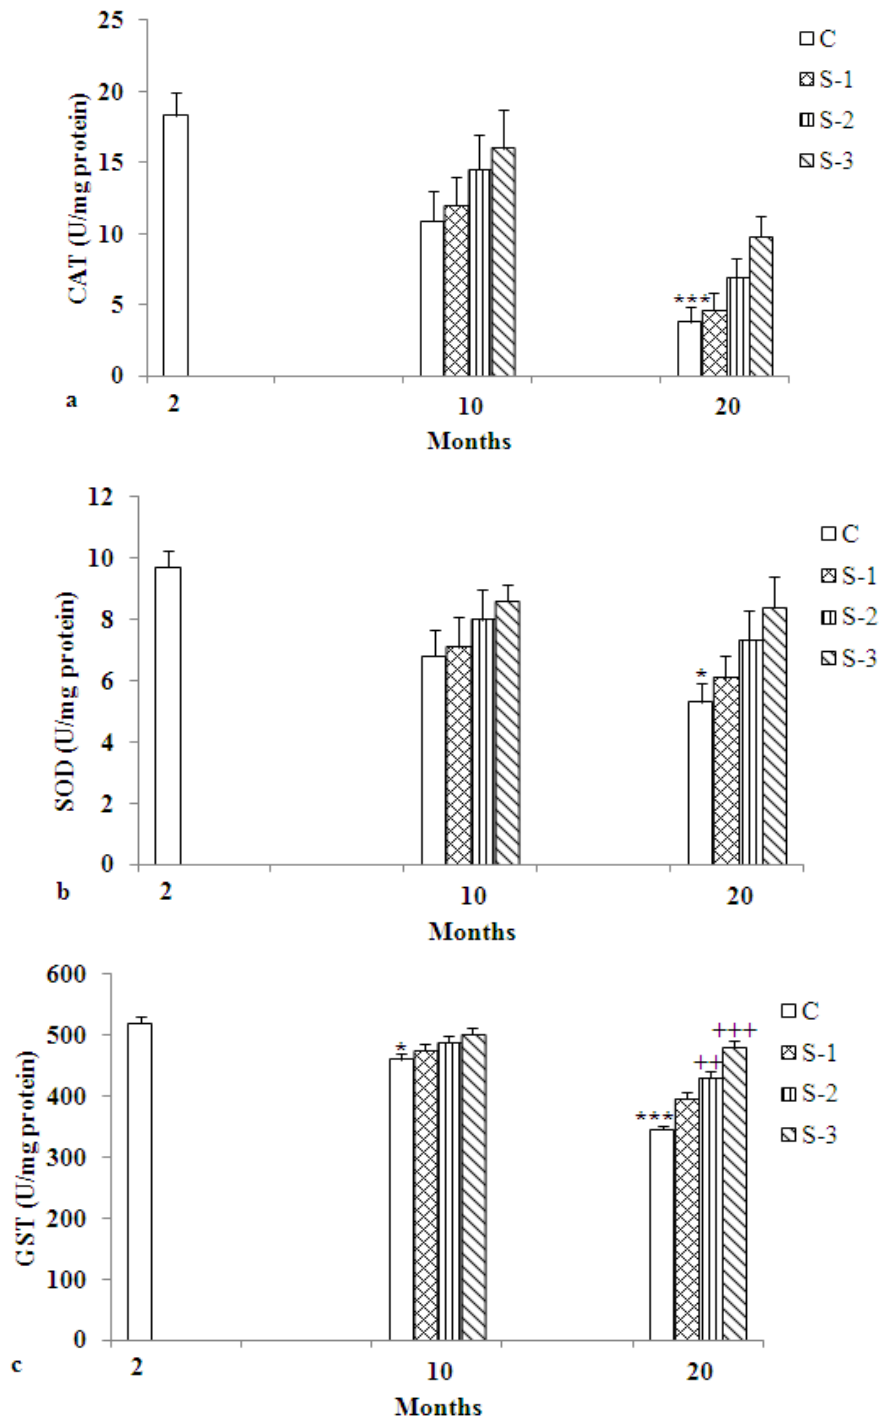 25
20
15
10
5
0
CAT (U/mg protein)
***
C
S-1
S-2
S-3
a
2
10
20
Months
12
10
8
6
4
2
0
SOD (U/mg protein)
*
C
S-1
S-2
S-3
b
2
10
20
Months
600
500
400
300
200
100
0
GST (U/mg protein)
*
***
++
+++
C
S-1
S-2
S-3
c
2
10
20
Months